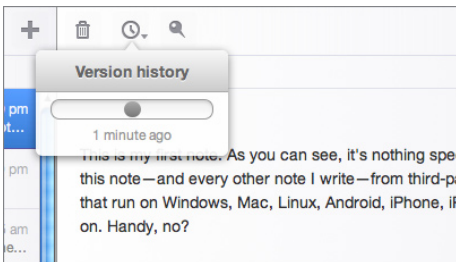 Version history
pm
1 minute ago
This is my first note. As you can see, it's nothing spe
pm
this note—and every other note I write—from third-pa
that run on Windows, Mac, Linux, Android, iPhone, iP
am
on. Handy, no?